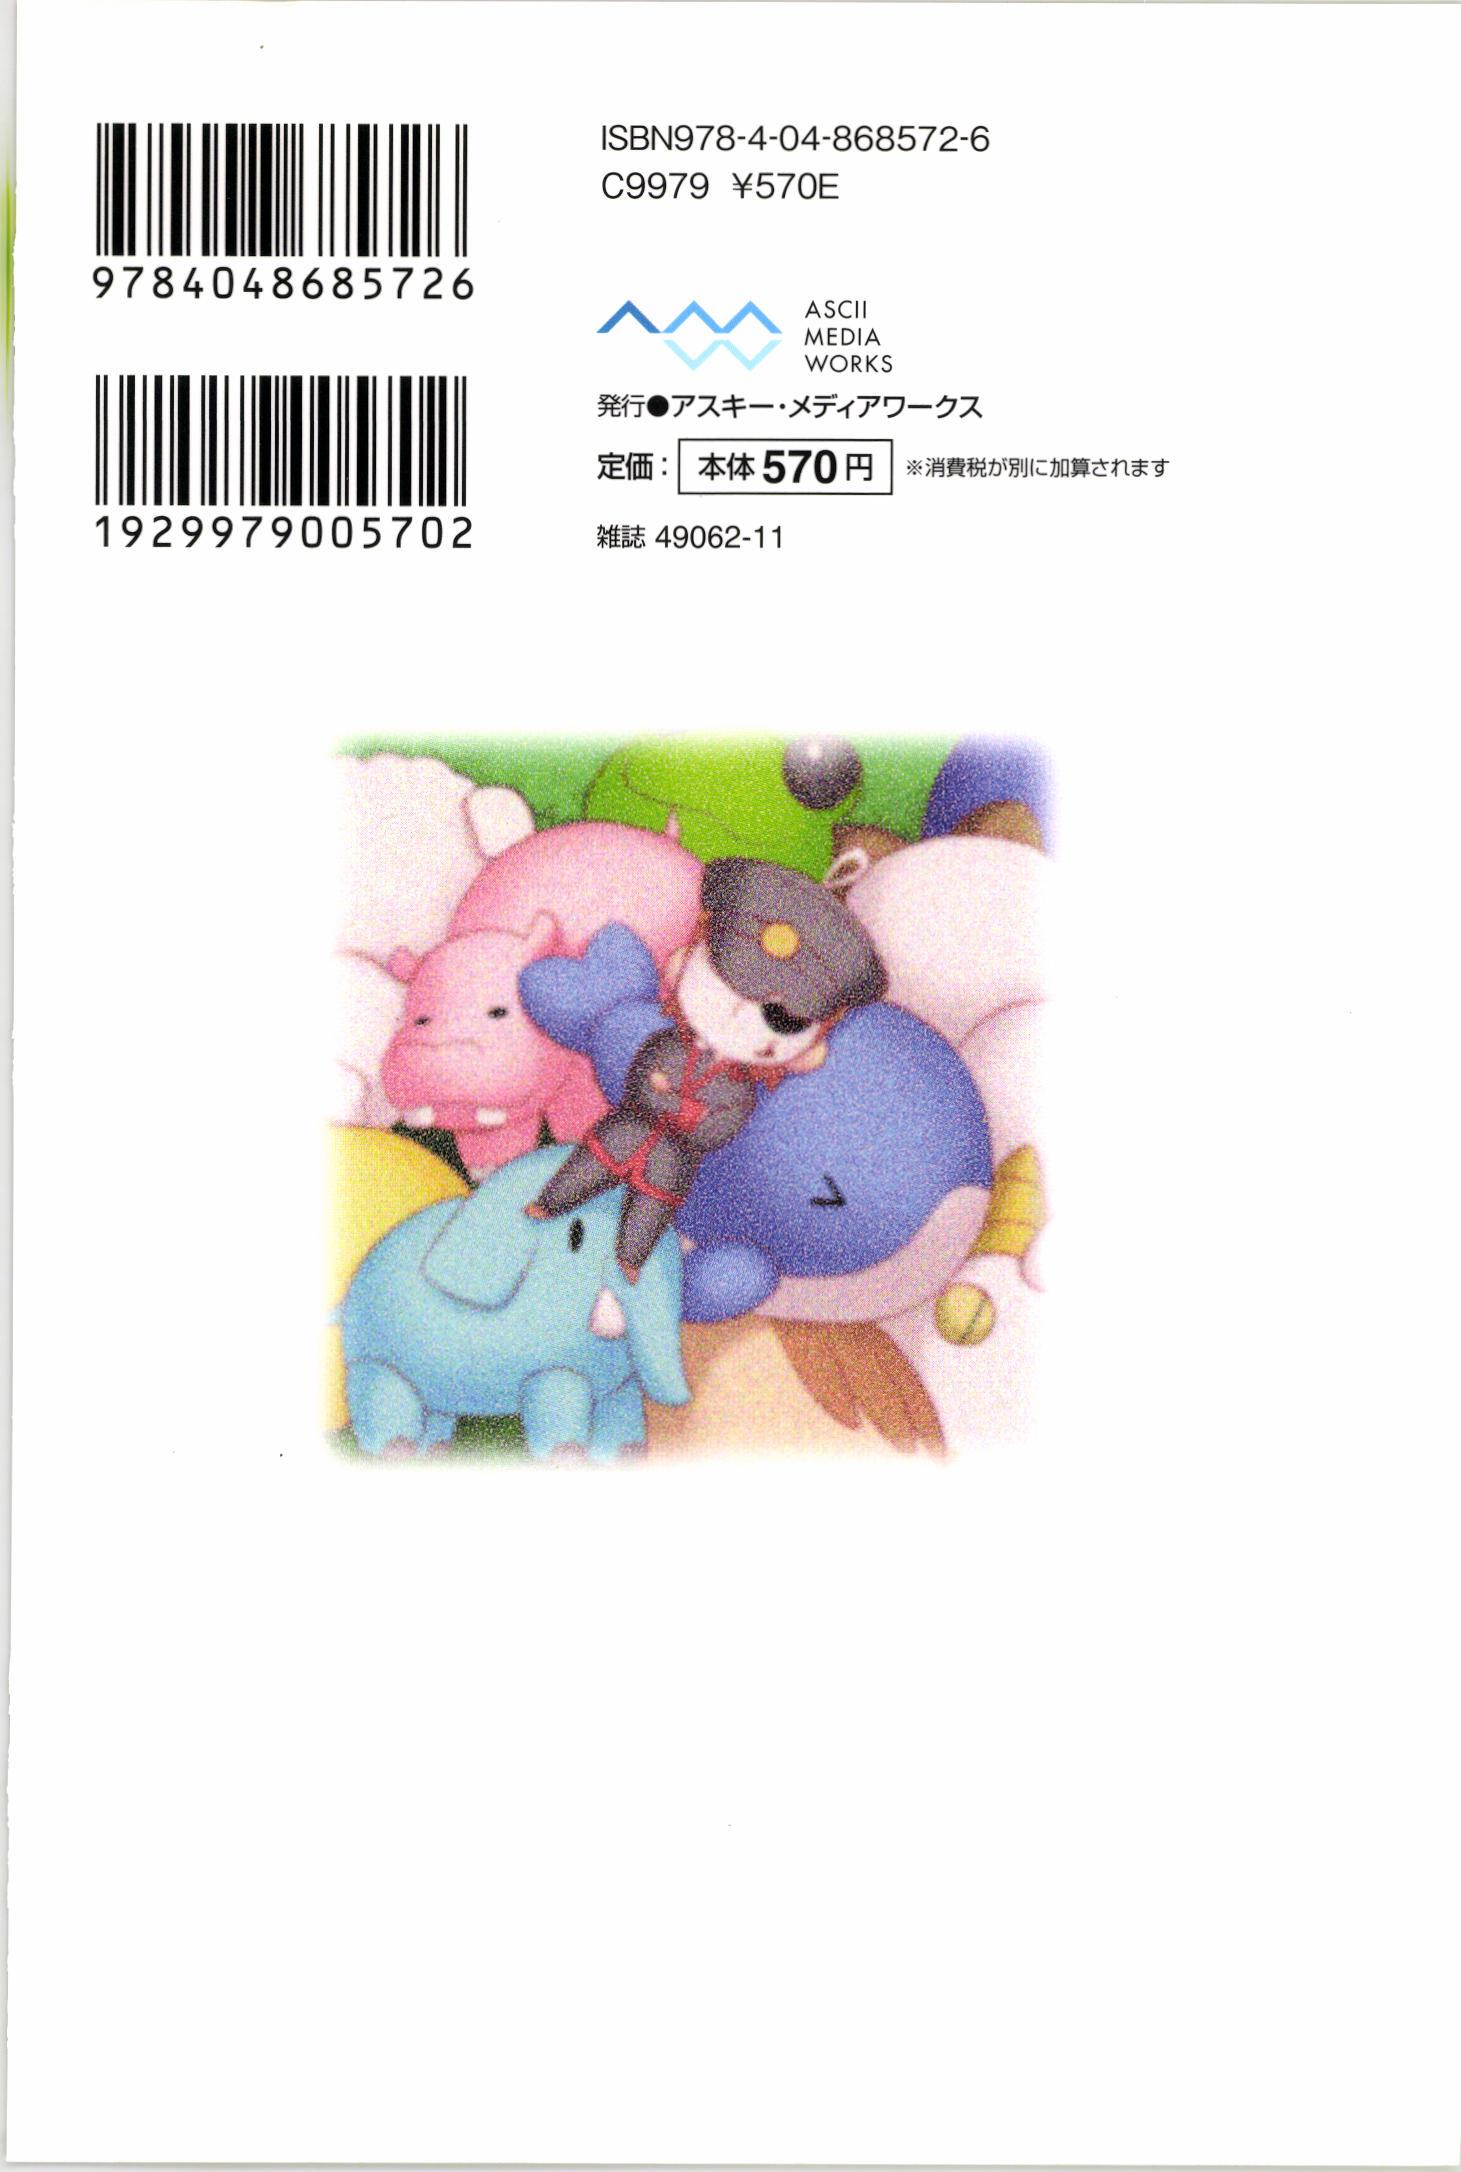 9784048685726
1929979005702
ISBN978-4-04-868572-6
C9979 ¥570E
ASCII
MEDIA
WORKS
発行●アスキー・メディアワークス
定価：本体570円 ※消費税が別に加算されます
雑誌 49062-11